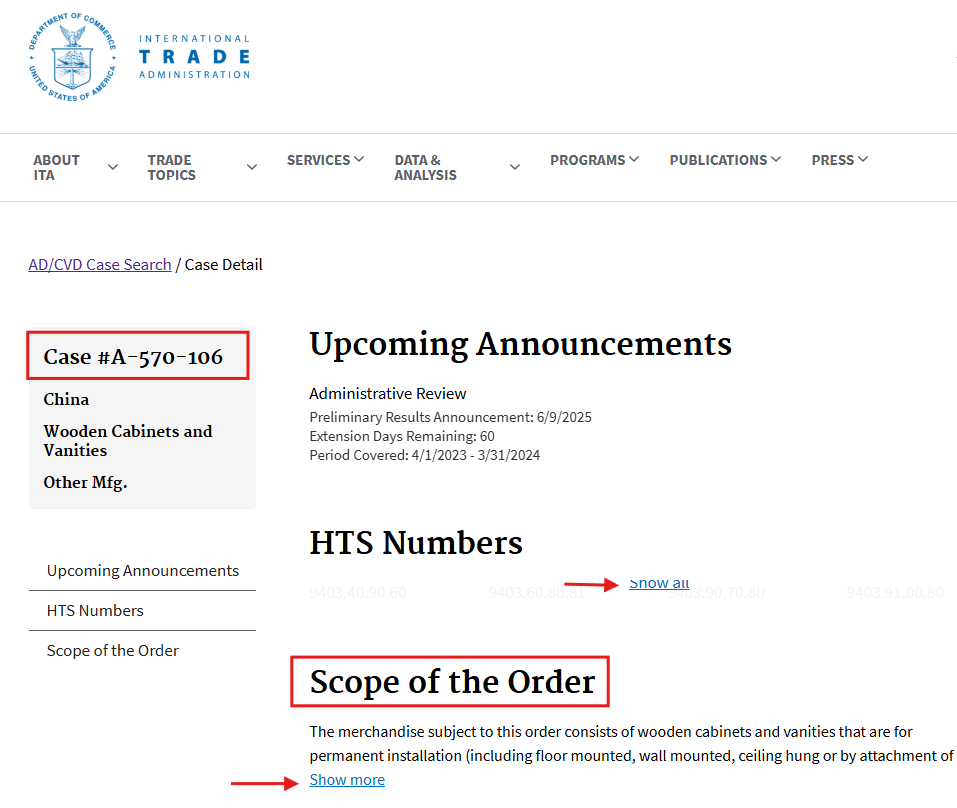 DEPARTMENT OF COMMERCE
UNITED STATES OF AMERICA
INTERNATIONAL
TRADE
ADMINISTRATION
ABOUT ITA
TRADE TOPICS
SERVICES
DATA & ANALYSIS
PROGRAMS
PUBLICATIONS
PRESS
AD/CVD Case Search / Case Detail
Case #A-570-106
China
Wooden Cabinets and
Vanities
Other Mfg.
Upcoming Announcements
HTS Numbers
Scope of the Order
Upcoming Announcements
Administrative Review
Preliminary Results Announcement: 6/9/2025
Extension Days Remaining: 60
Period Covered: 4/1/2023 - 3/31/2024
HTS Numbers
Show all
9403.40.90.60 9403.60.80.81 9403.90.70.80 9403.91.00.80
Scope of the Order
The merchandise subject to this order consists of wooden cabinets and vanities that are for
permanent installation (including floor mounted, wall mounted, ceiling hung or by attachment of
Show more